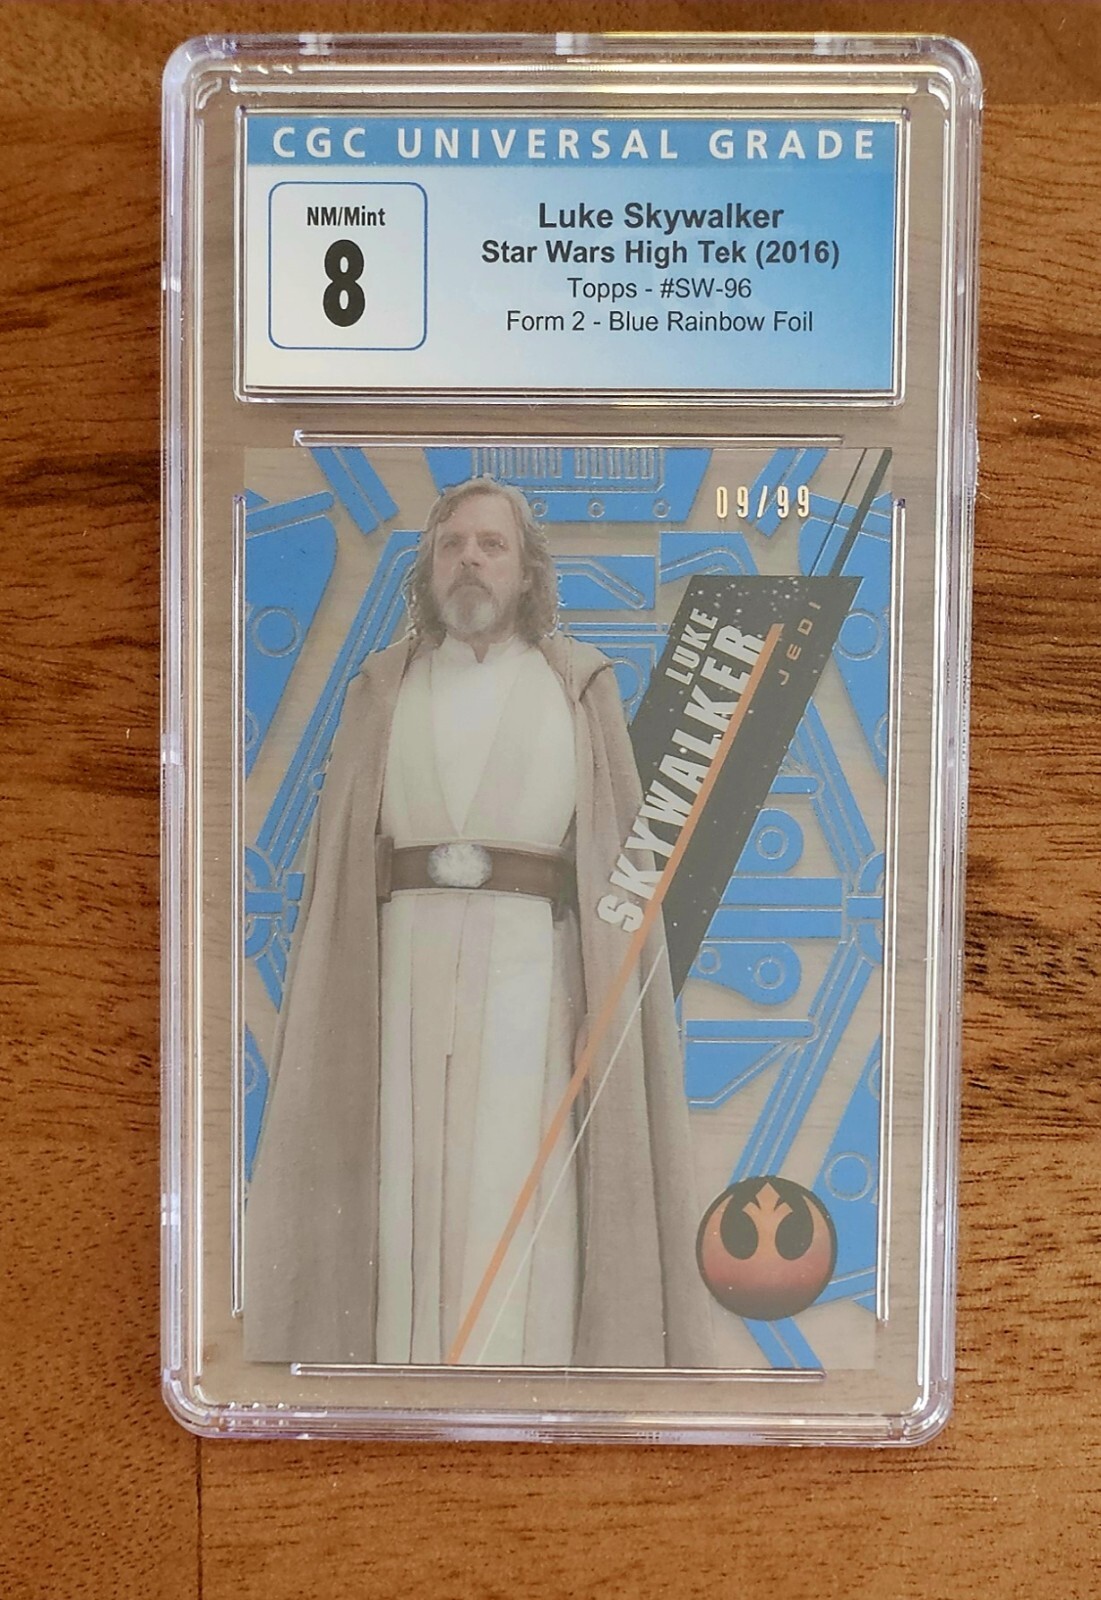 CGC UNIVERSAL GRADE
NM/Mint
8
Luke Skywalker
Star Wars High Tek (2016)
Topps - #SW-96
Form 2 - Blue Rainbow Foil
09/99
LUKE
SKYWALKER
JEDI